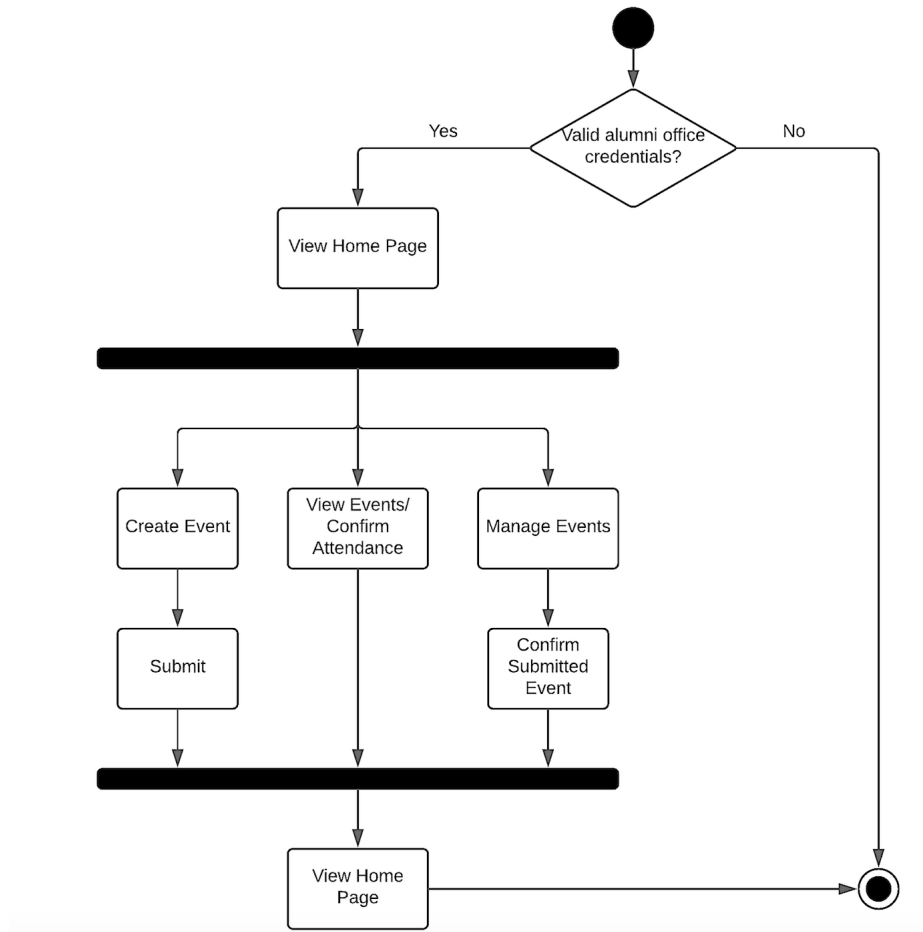 Valid alumni office
credentials?
Yes
No
View Home Page
Create Event
View Events/
Confirm
Attendance
Manage Events
Submit
Confirm
Submitted
Event
View Home
Page